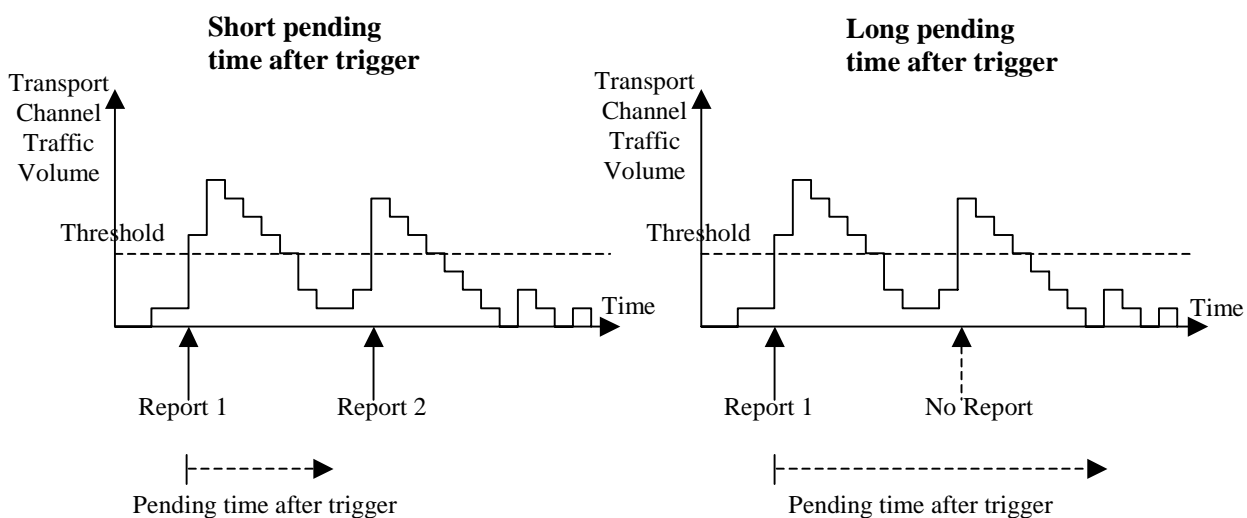 Short pending
time after trigger
Transport
Channel
Traffic
Volume
Threshold
Time
Report 1
Report 2
Pending time after trigger
Long pending
time after trigger
Transport
Channel
Traffic
Volume
Threshold
Time
Report 1
No Report
Pending time after trigger